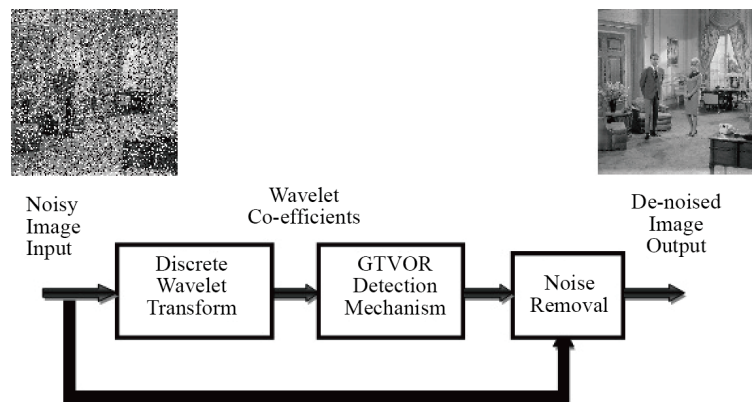 Noisy
Image
Input
Wavelet
Co-efficients
De-noised
Image
Output
Discrete
Wavelet
Transform
GTVOR
Detection
Mechanism
Noise
Removal